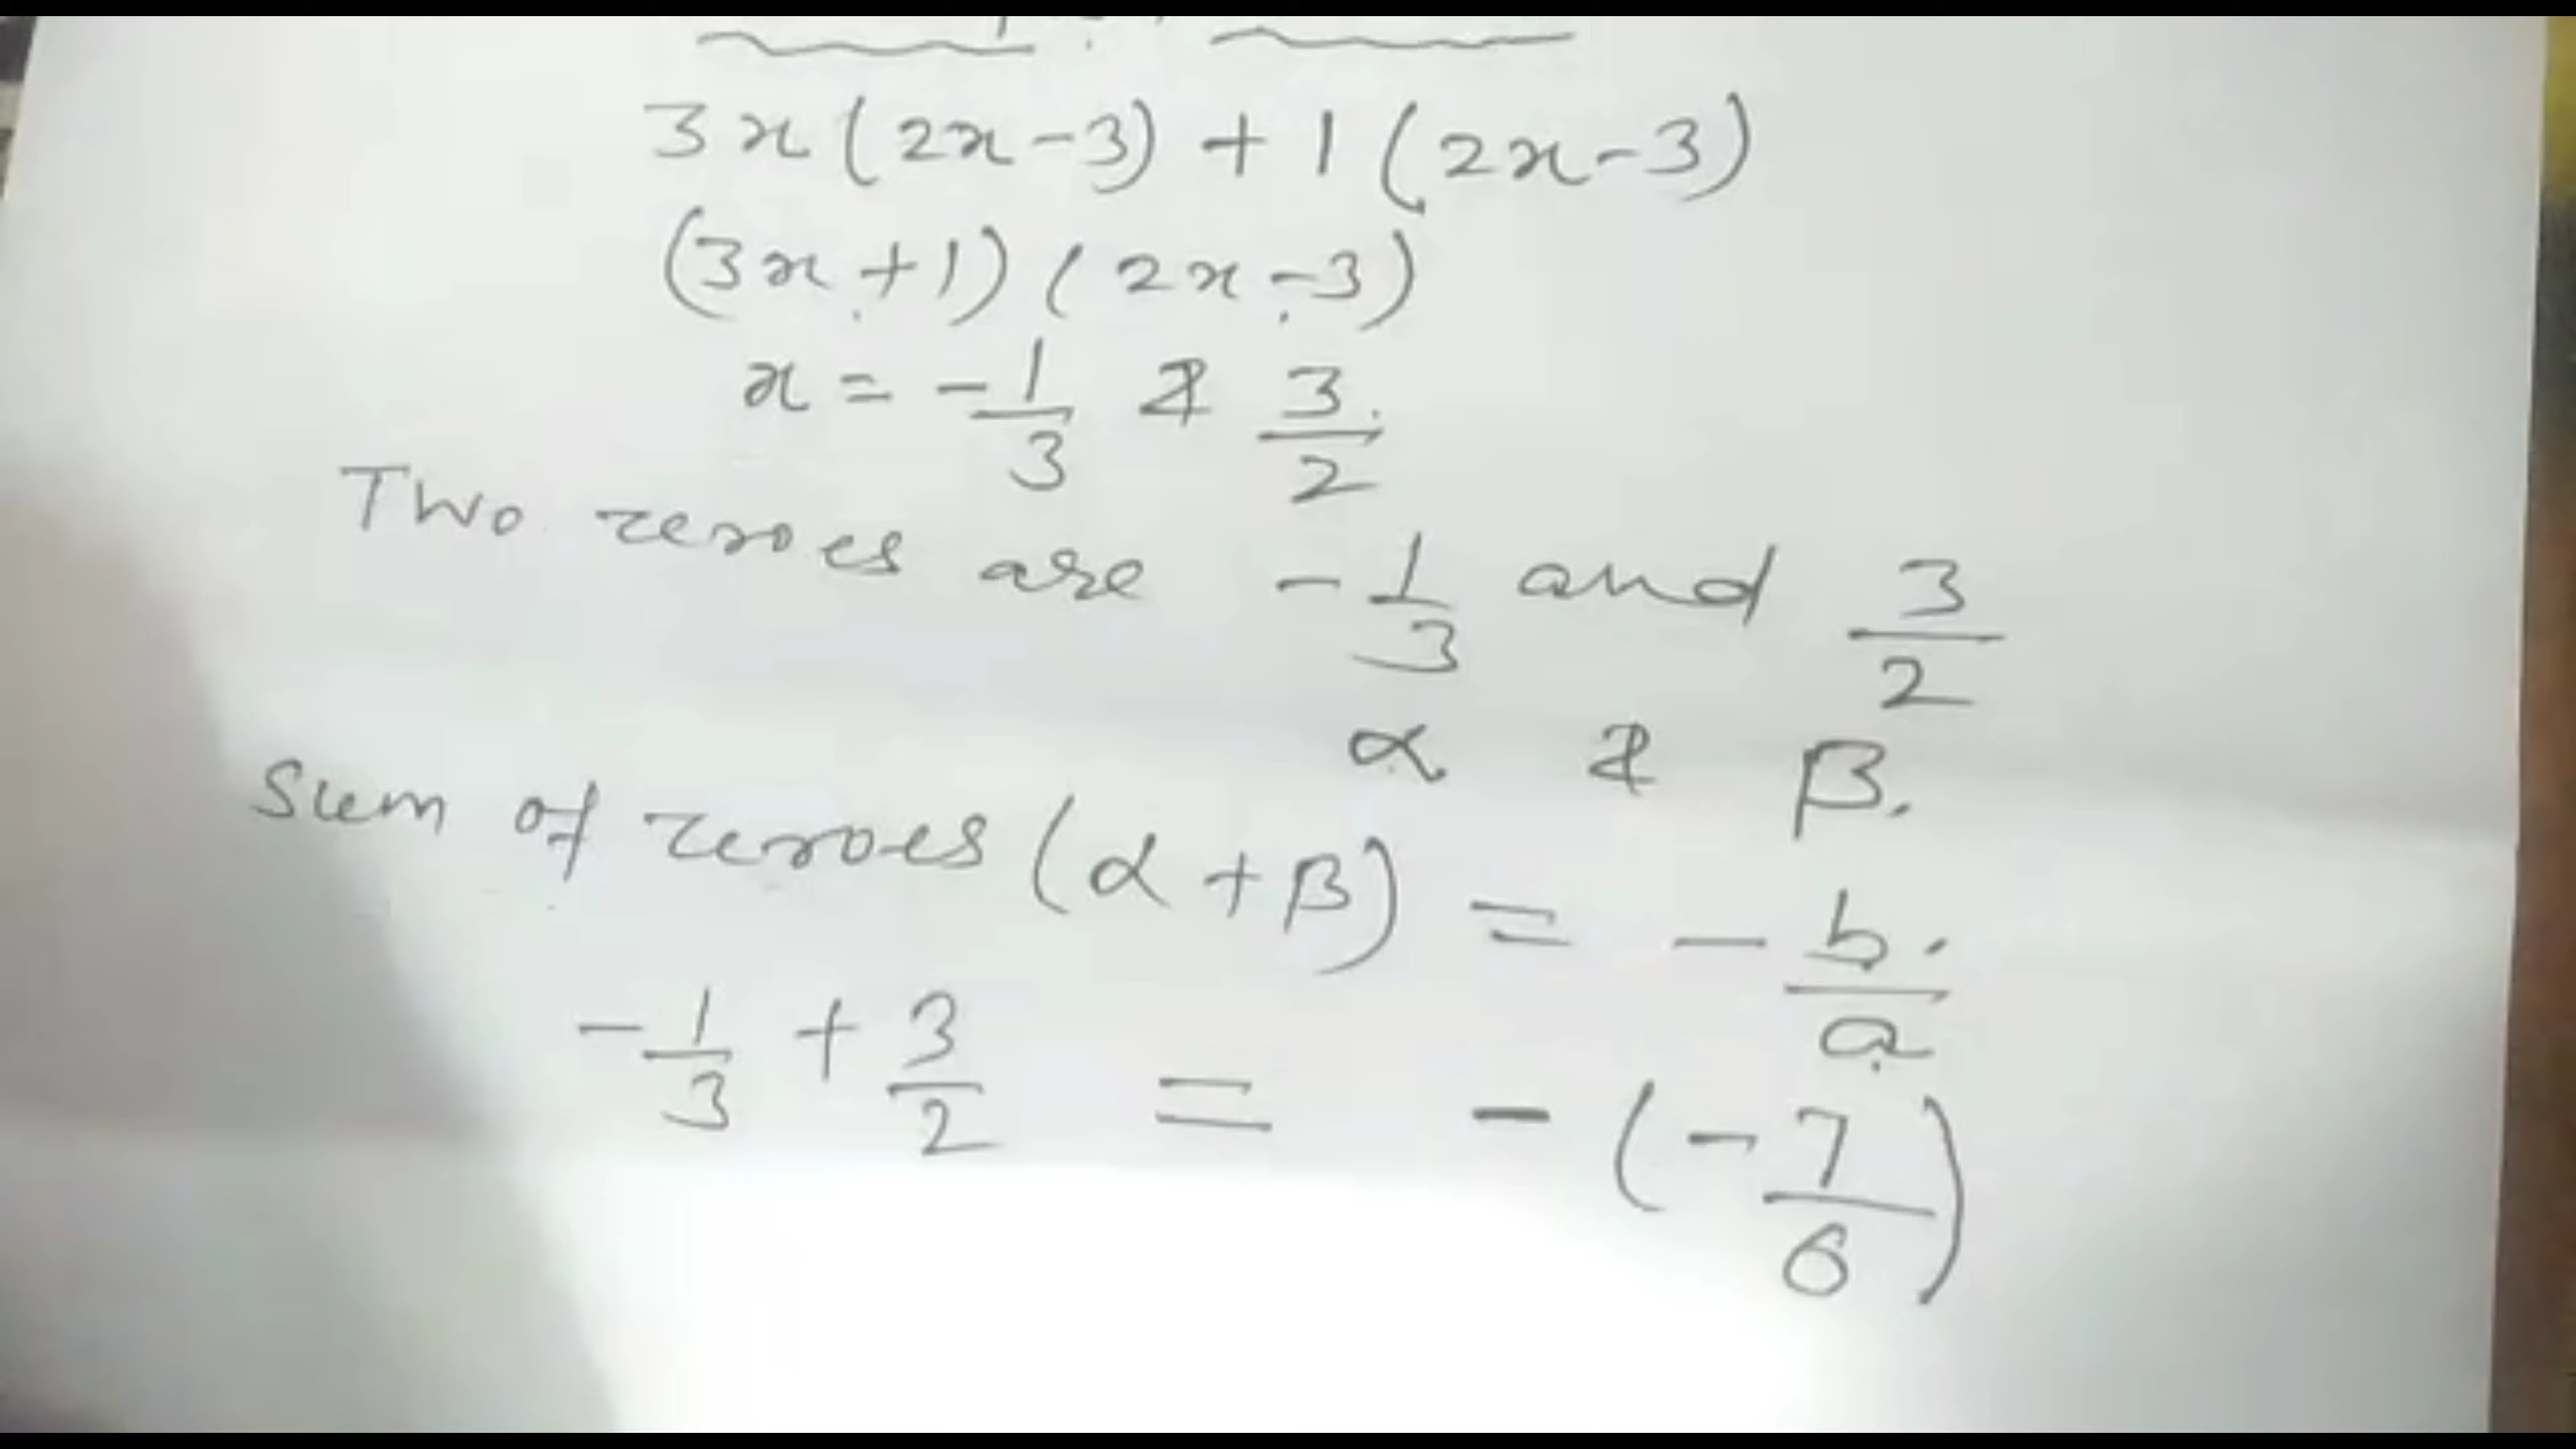 3x(2x-3)+1(2x-3)
(3x+1)(2x-3)
x = -1/3 & 3/2
Two zeroes are -1/3 and 3/2
α & β.
Sum of zeroes (α+β) = -b/a
-1/3 + 3/2 = -(-7/6)